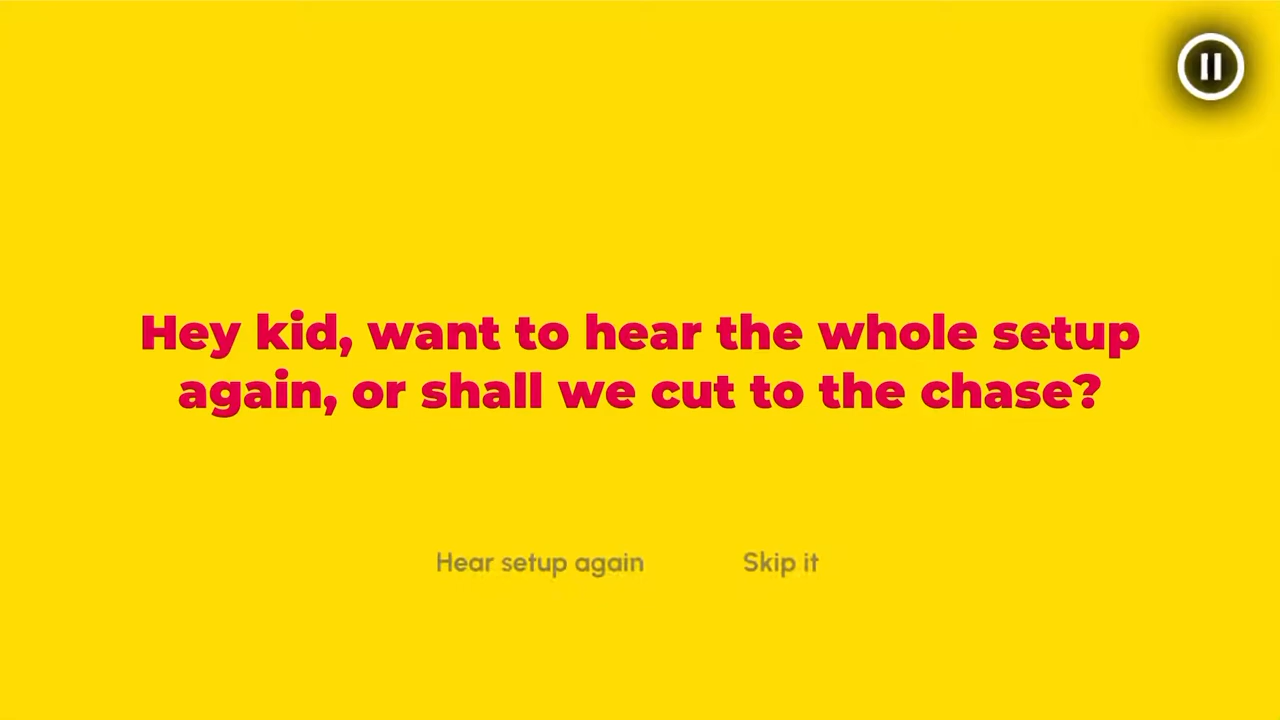 Hey kid, want to hear the whole setup
again, or shall we cut to the chase?
Hear setup again
Skip it